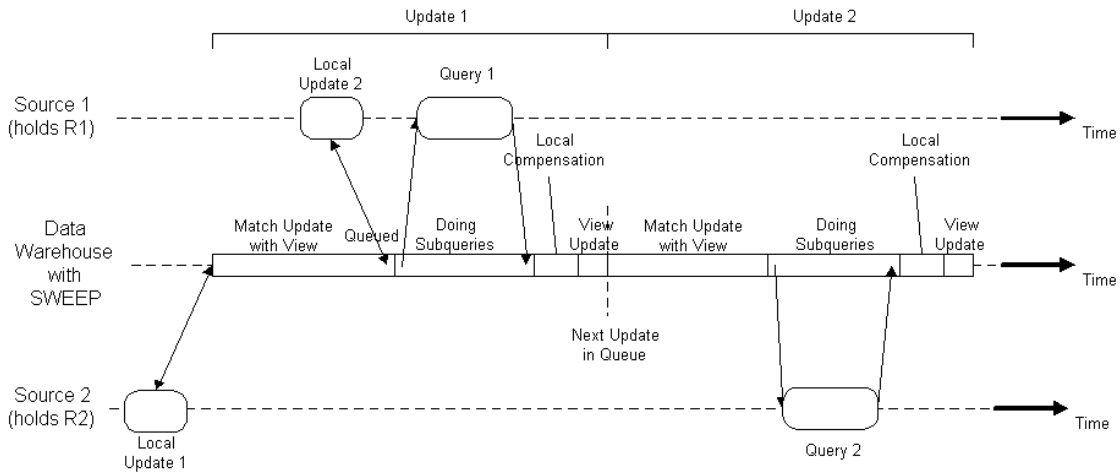 Update 1
Update 2
Local
Update 2
Query 1
Source 1
(holds R1)
Time
Local
Compensation
Local
Compensation
Data
Warehouse
with
SWEEP
Match Update
with View
Queued
Doing
Subqueries
View
Update
Match Update
with View
Doing
Subqueries
View
Update
Time
Next Update
in Queue
Source 2
(holds R2)
Time
Local
Update 1
Query 2